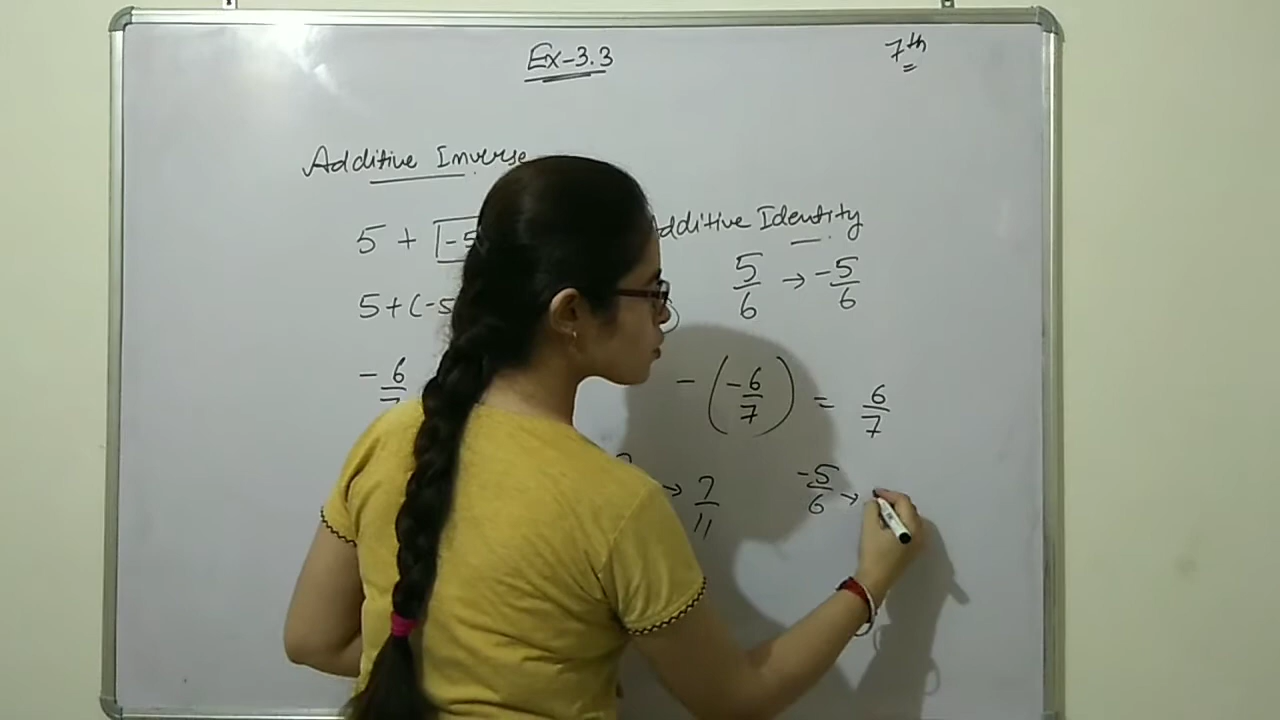 Ex-3.3
7th
Additive Inverse
Additive Identity
5 + -5
5/6 → -5/6
5+(-5
-6/7
-(-6/7) = 6/7
→ 7/11
-5/6 →